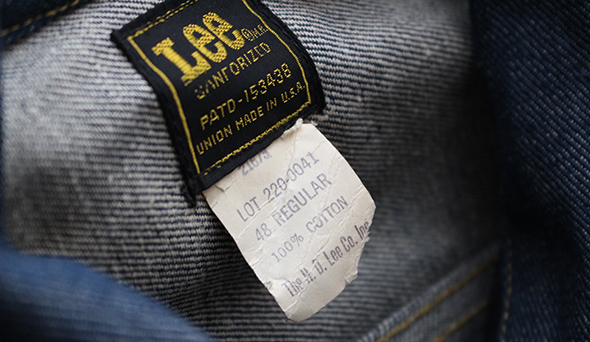 Lee ® M.R.
SANFORIZED
PATD-153438
UNION MADE IN U.S.A.
LOT 220-0041
48 REGULAR
100% COTTON
The H. D. Lee Co. Inc